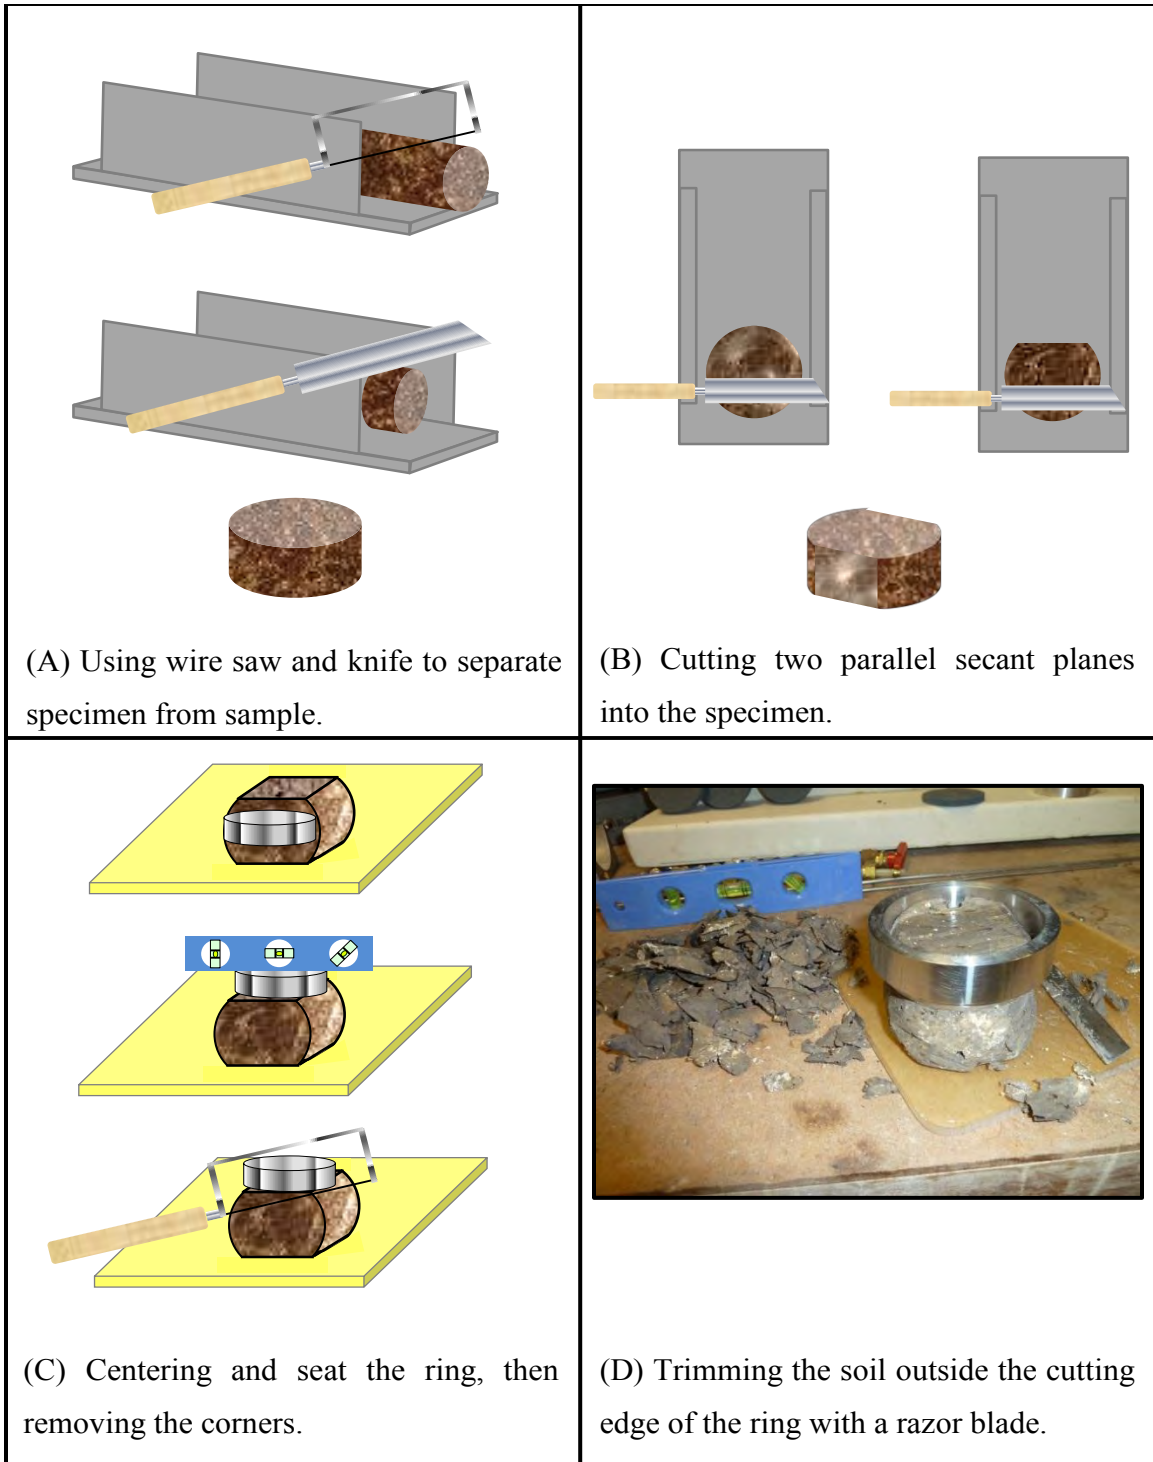 (A) Using wire saw and knife to separate
specimen from sample.
(B) Cutting two parallel secant planes
into the specimen.
(C) Centering and seat the ring, then
removing the corners.
(D) Trimming the soil outside the cutting
edge of the ring with a razor blade.